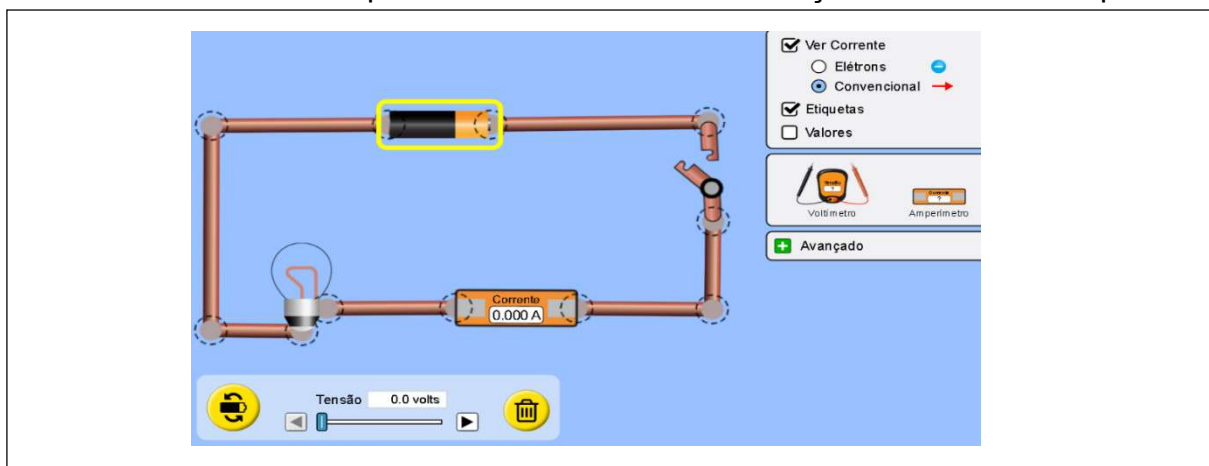 Ver Corrente
Elétrons
Convencional
Etiquetas
Valores
Voltímetro
Amperímetro
Avançado
Corrente
0.000 A
Tensão
0.0 volts